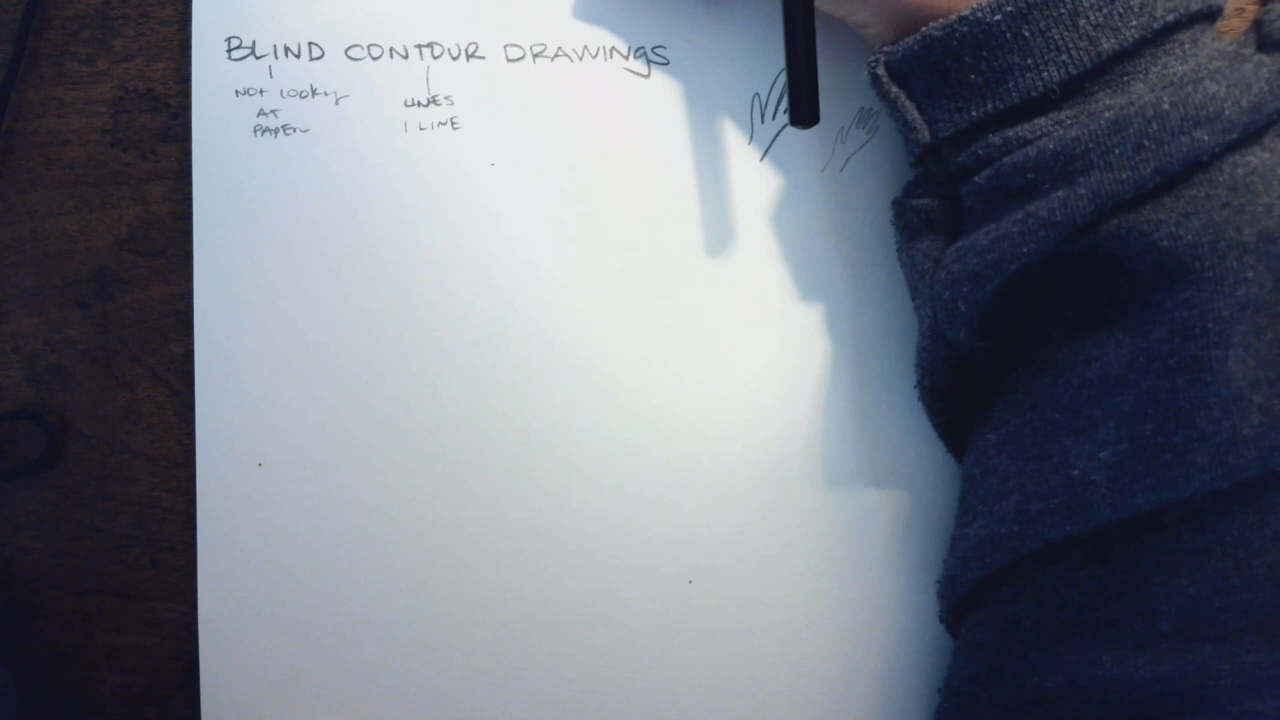 BLIND CONTOUR DRAWINGS
NOT looking
AT
PAPER
LINES
1 LINE